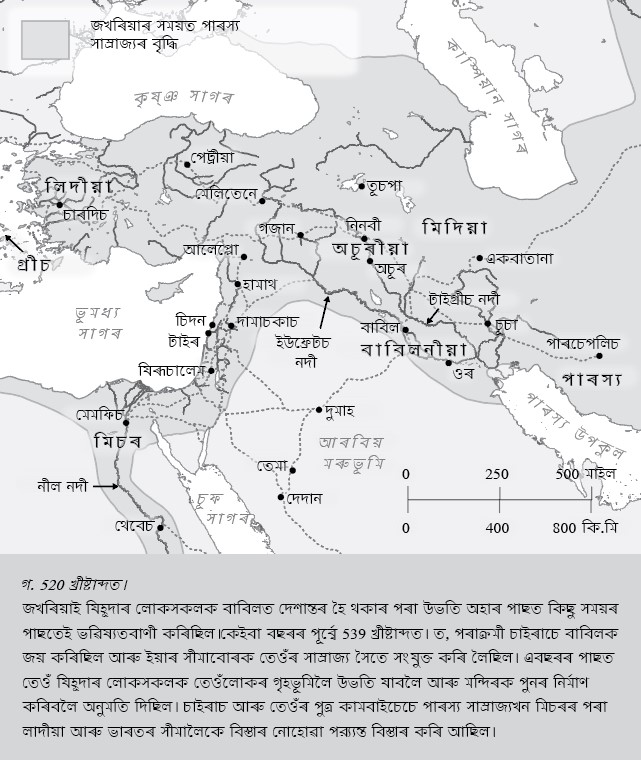 জখৰিয়াৰ সময়ত পাৰস্য
সাম্ৰাজ্যৰ বৃদ্ধি
কাস্পিয়ান সাগৰ
কৃষ্ঞ সাগৰ
পেট্ৰীয়া
লিদীয়া
চাৰদিচ
মেলিতেনে
তূচপা
গজান
নিনবী
মিদিয়া
গ্ৰীচ
আলেপ্পো
অচূৰীয়া
অচূৰ
একবাতানা
হামাথ
টাইগ্ৰীচ নদী
ভূমধ্য
সাগৰ
চিদন
দামাচকাচ
টাইৰ
ইউফ্ৰেটচ
নদী
বাবিল
চূচা
বাবিলনীয়া
পাৰচেপলিচ
যিৰূচালেম
ওৰ
পাৰস্য
মেমফিচ
মিচৰ
দুমাহ
আৰবিয়
মৰুভূমি
পাৰস্য উপকুল
তেমা
নীল নদী
দেদান
চূফ
সাগৰ
থেবেচ
0 250 500 মাইল
0 400 800 কি.মি
গ. 520 খ্ৰীষ্টাব্দত।
জখৰিয়াই যিহূদাৰ লোকসকলক বাবিলত দেশান্তৰ হৈ থকাৰ পৰা উভতি অহাৰ পাছত কিছু সময়ৰ
পাছতেই ভৱিষ্যতবাণী কৰিছিল।কেইবা বছৰৰ পূৰ্ব্বে 539 খ্ৰীষ্টাব্দত। ত, পৰাক্ৰমী চাইৰাচে বাবিলক
জয় কৰিছিল আৰু ইয়াৰ সীমাবোৰক তেওঁৰ সাম্ৰাজ্য সৈতে সংযুক্ত কৰি লৈছিল। এবছৰৰ পাছত
তেওঁ যিহূদাৰ লোকসকলক তেওঁলোকৰ গৃহভূমিলৈ উভতি যাবলৈ আৰু মন্দিৰক পুনৰ নিৰ্মাণ
কৰিবলৈ অনুমতি দিছিল। চাইৰাচ আৰু তেওঁৰ পুত্ৰ কামবাইচেচে পাৰস্য সাম্ৰাজ্যখন মিচৰৰ পৰা
লাদীয়া আৰু ভাৰতৰ সীমালৈকে বিস্তাৰ নোহোৱা পৰ্য্যন্ত বিস্তাৰ কৰি আছিল।